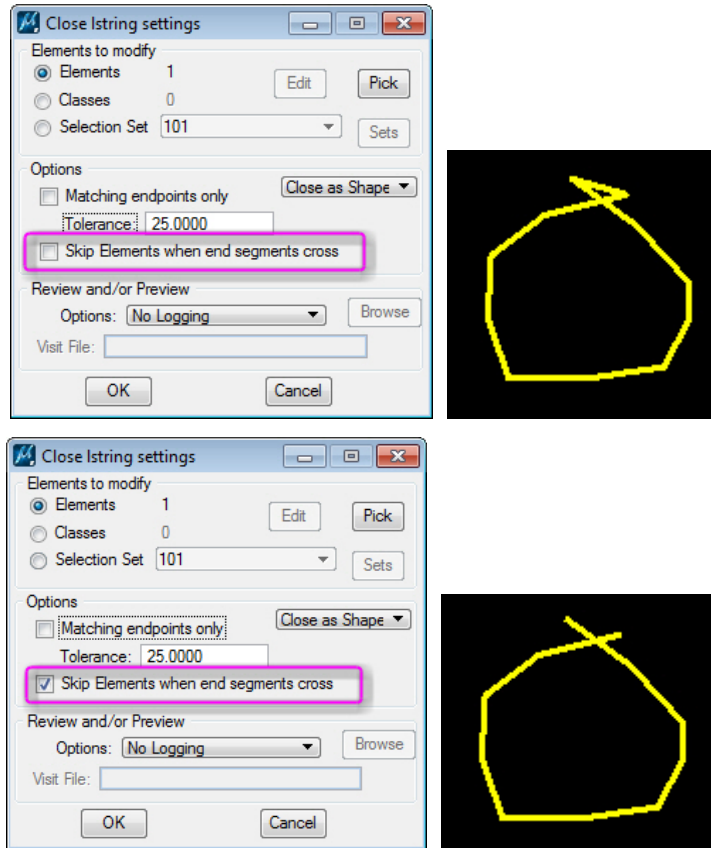 Close lstring settings
Elements to modify
Elements 1 Edit Pick
Classes 0
Selection Set 101 Sets
Options
Matching endpoints only Close as Shape
Tolerance: 25.0000
Skip Elements when end segments cross
Review and/or Preview
Options: No Logging Browse
Visit File:
OK Cancel
Close lstring settings
Elements to modify
Elements 1 Edit Pick
Classes 0
Selection Set 101 Sets
Options
Matching endpoints only Close as Shape
Tolerance: 25.0000
Skip Elements when end segments cross
Review and/or Preview
Options: No Logging Browse
Visit File:
OK Cancel